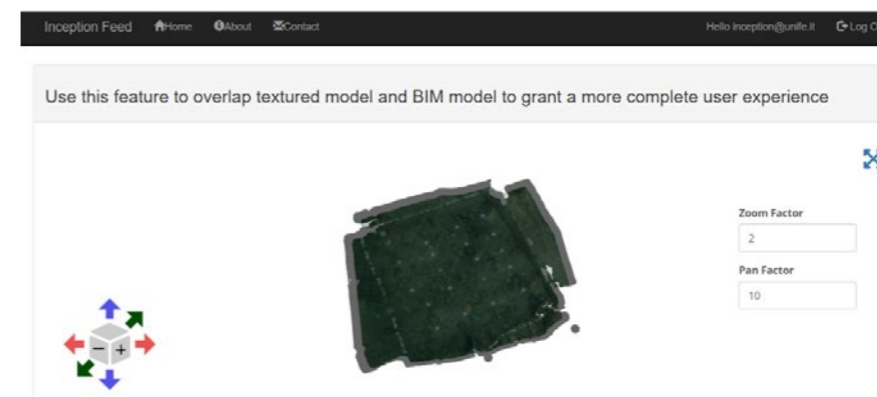 Inception Feed Home About Contact Hello inception@unife.it Log O
Use this feature to overlap textured model and BIM model to grant a more complete user experience
Zoom Factor
2
Pan Factor
10
- +